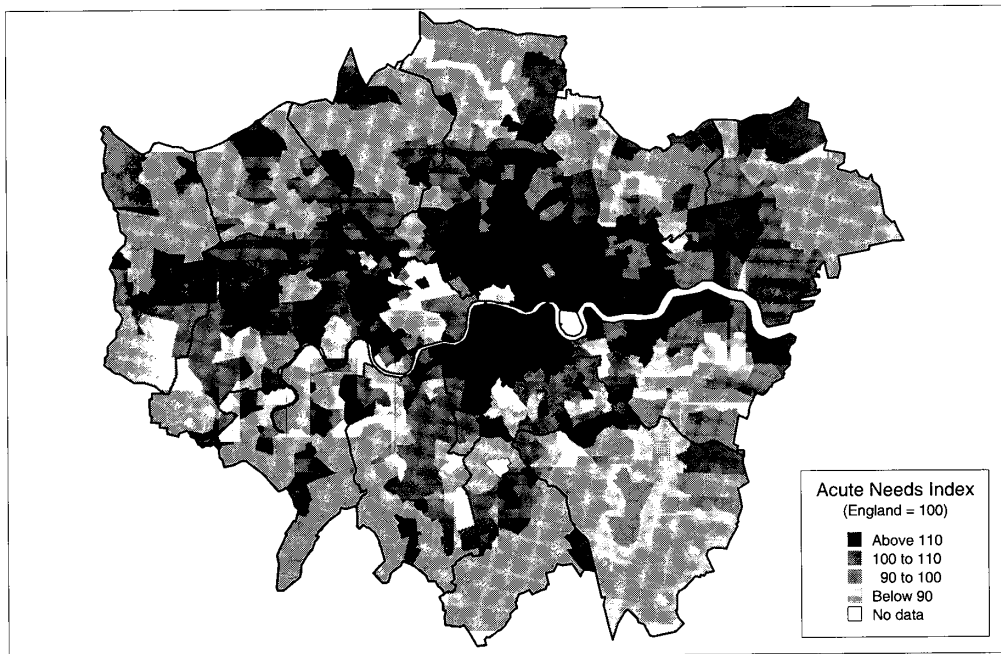 Acute Needs Index
(England = 100)
Above 110
100 to 110
90 to 100
Below 90
No data